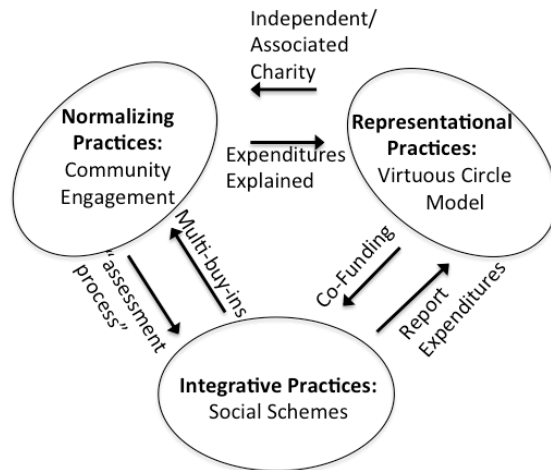 Independent/
Associated
Charity
Normalizing
Practices:
Community
Engagement
Representational
Practices:
Virtuous Circle
Model
Expenditures
Explained
"assessment
process"
Multi-buy-ins
Co-Funding
Report
Expenditures
Integrative Practices:
Social Schemes